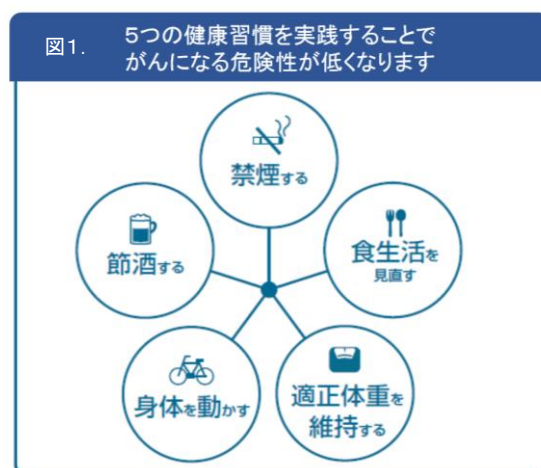 図1.
5つの健康習慣を実践することで
がんになる危険性が低くなります
禁煙する
節酒する
食生活を
見直す
身体を動かす
適正体重を
維持する